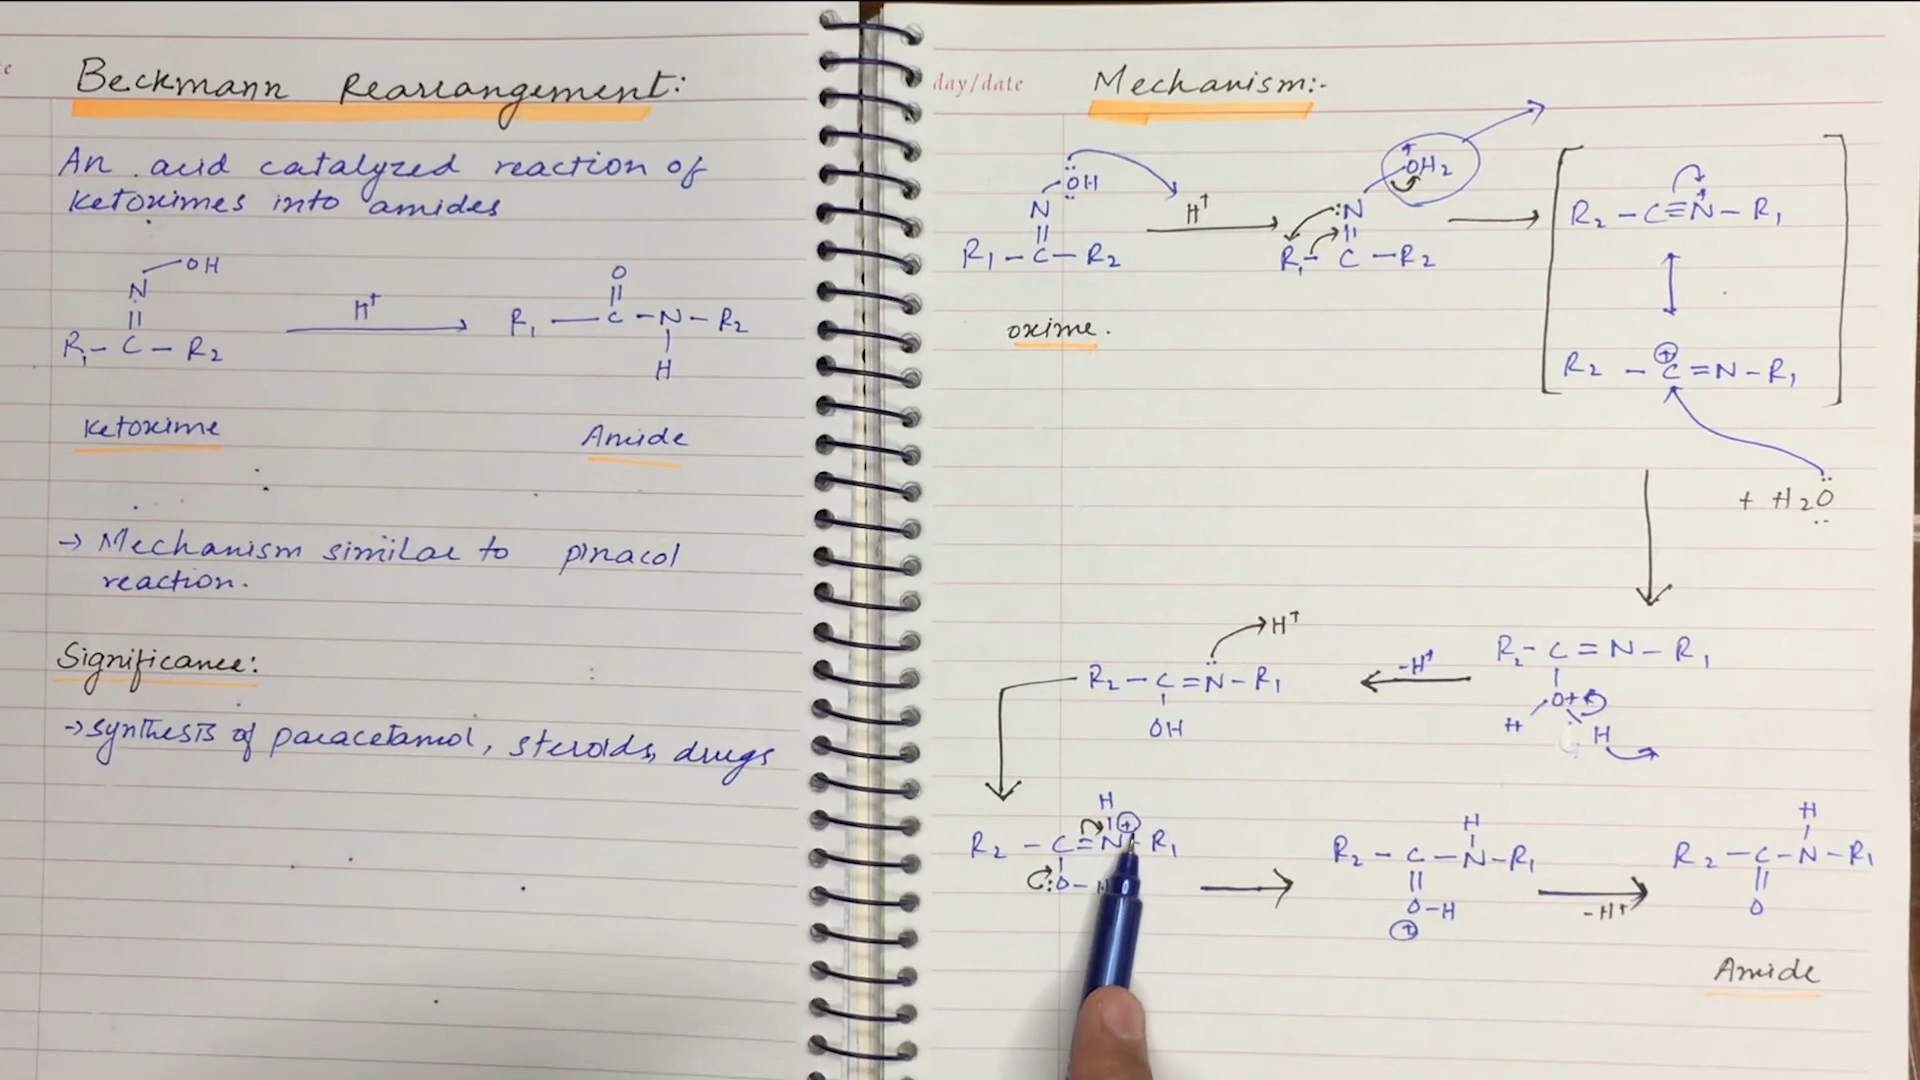 Beckmann Rearrangement:
An acid catalyzed reaction of
ketoximes into amides
OH
N
||
R1 - C - R2
H+
O
||
R1 — C - N - R2
|
H
ketoxime
Amide
→ Mechanism similar to pinacol
reaction.
Significance:
→ synthesis of paracetamol, steroids, drugs
day/date
Mechanism:-
OH
N
||
R1 - C - R2
oxime.
H+
+
OH2
:N
||
R1 - C - R2
R2 - C ≡ N+ - R1
R2 - C⊕ = N - R1
+ H2O
R2 - C = N - R1
|
O+
H
H
-H+
H+
R2 - C = N - R1
|
OH
H
| ⊕
R2 - C = N - R1
|
:O - H
H
|
R2 - C - N - R1
||
O - H
⊕
-H+
H
|
R2 - C - N - R1
||
O
Amide